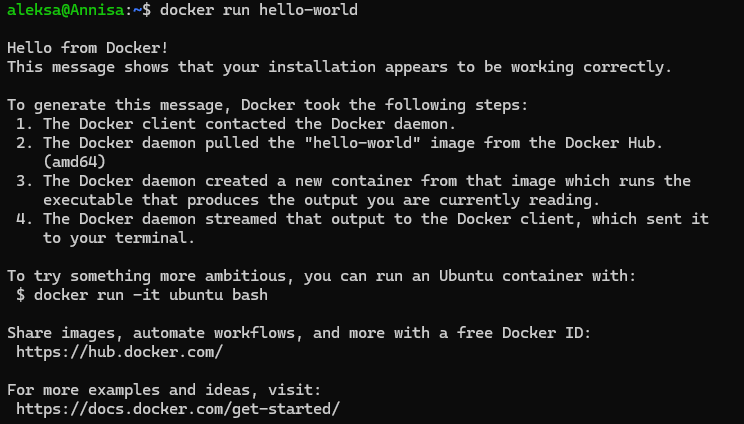 aleksa@Annisa:~$ docker run hello-world
Hello from Docker!
This message shows that your installation appears to be working correctly.
To generate this message, Docker took the following steps:
1. The Docker client contacted the Docker daemon.
2. The Docker daemon pulled the "hello-world" image from the Docker Hub.
(amd64)
3. The Docker daemon created a new container from that image which runs the
executable that produces the output you are currently reading.
4. The Docker daemon streamed that output to the Docker client, which sent it
to your terminal.
To try something more ambitious, you can run an Ubuntu container with:
$ docker run -it ubuntu bash
Share images, automate workflows, and more with a free Docker ID:
https://hub.docker.com/
For more examples and ideas, visit:
https://docs.docker.com/get-started/